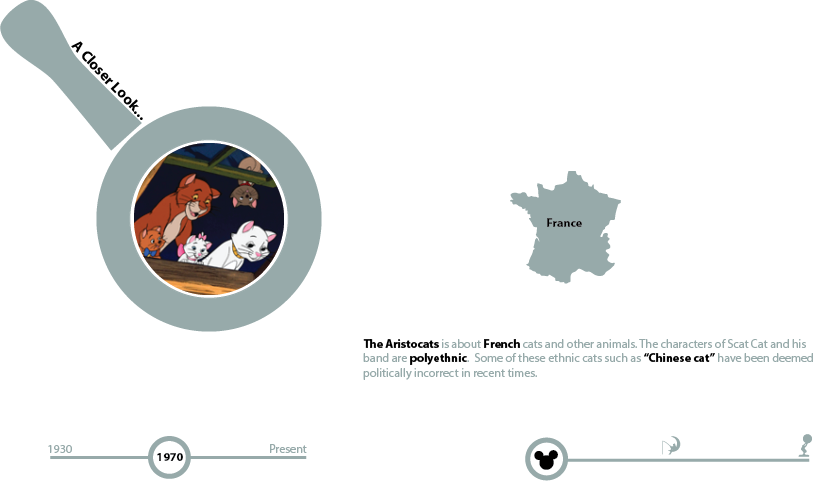 A Closer Look...
France
The Aristocats is about French cats and other animals. The characters of Scat Cat and his
band are polyethnic.  Some of these ethnic cats such as “Chinese cat” have been deemed
politically incorrect in recent times.
1930
1970
Present